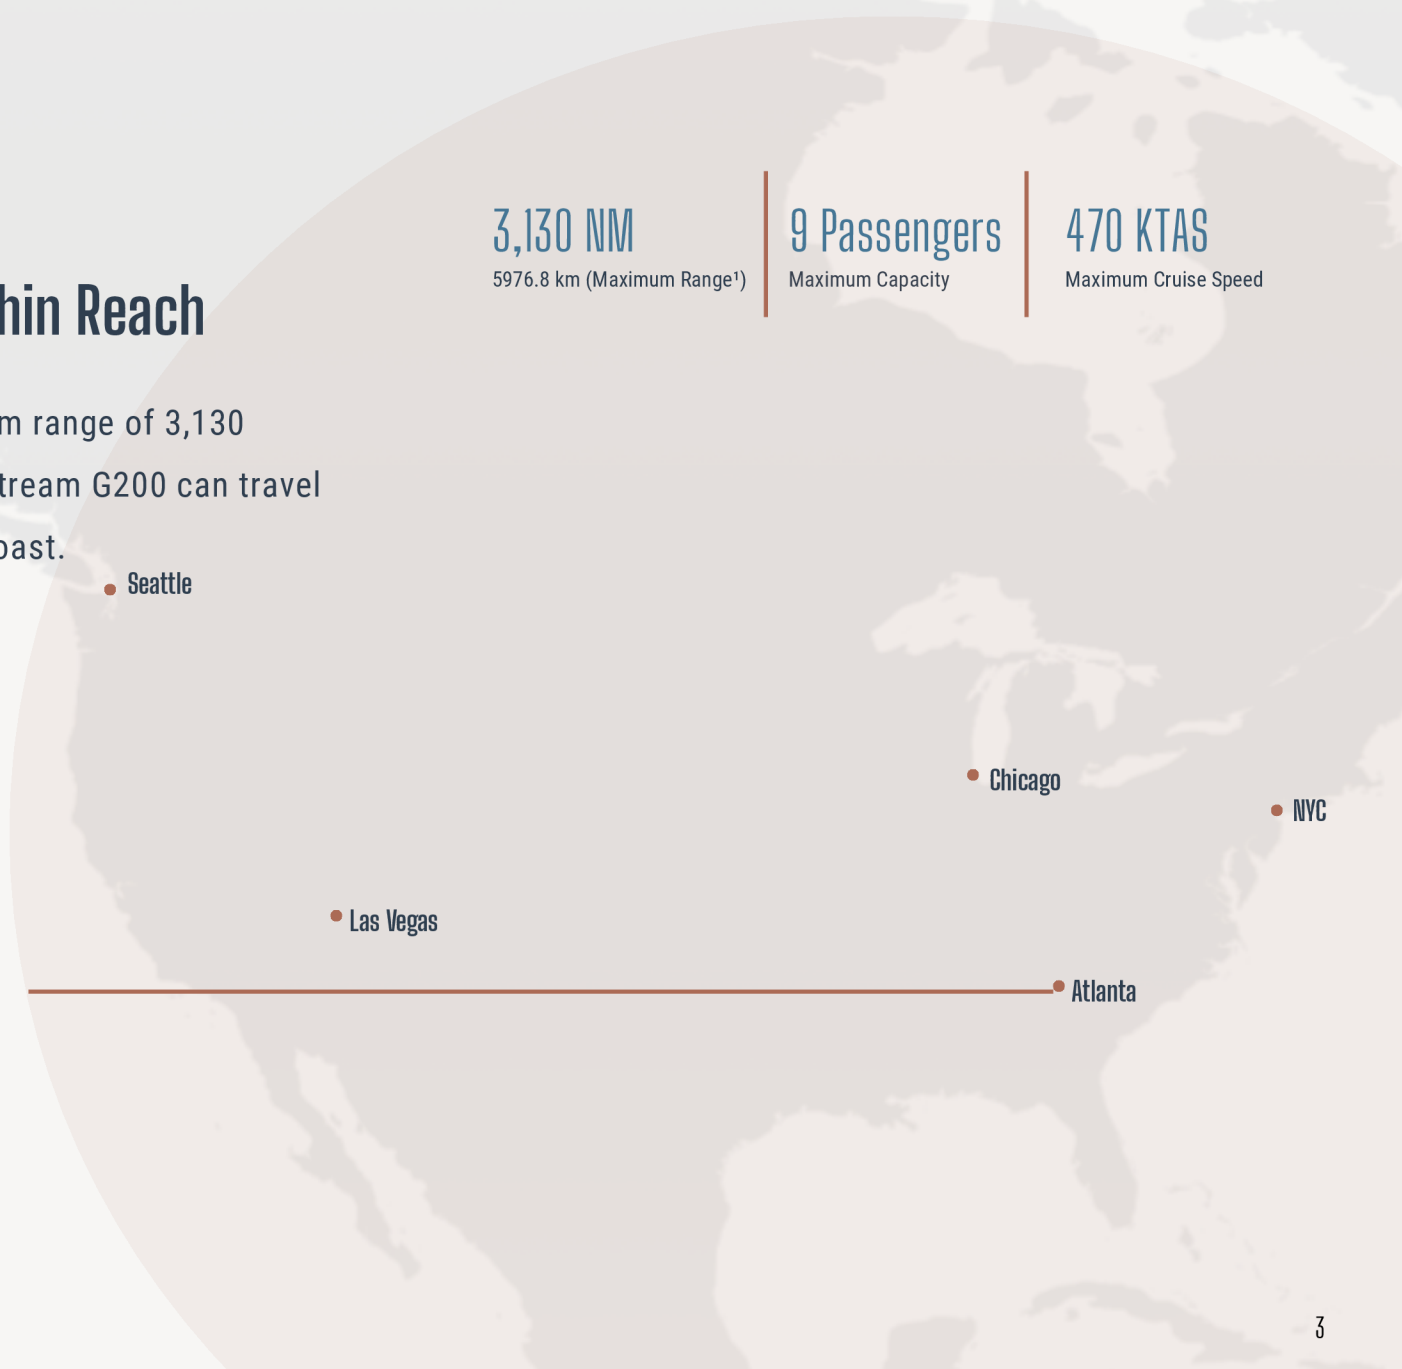 3,130 NM
5976.8 km (Maximum Range¹)
9 Passengers
Maximum Capacity
470 KTAS
Maximum Cruise Speed
hin Reach
m range of 3,130
tream G200 can travel
oast.
Seattle
Chicago
NYC
Las Vegas
Atlanta
3